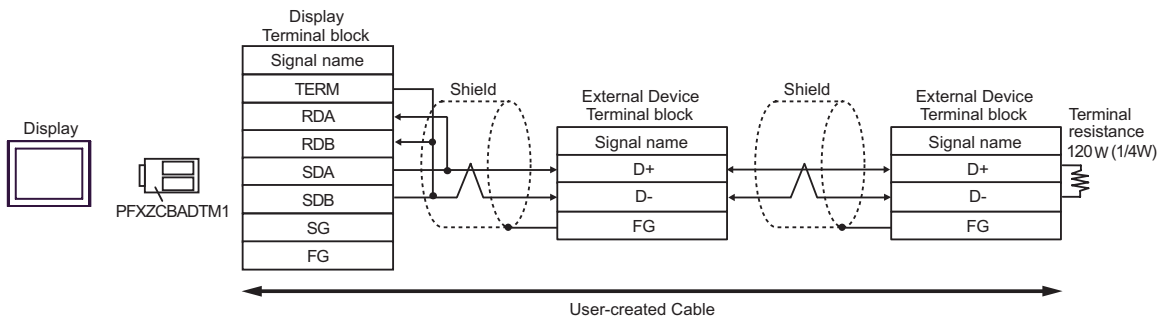 Display
PFXZCBADTM1
Display
Terminal block
Signal name
TERM
RDA
RDB
SDA
SDB
SG
FG
Shield
External Device
Terminal block
Signal name
D+
D-
FG
Shield
External Device
Terminal block
Signal name
D+
D-
FG
Terminal
resistance
120W (1/4W)
User-created Cable